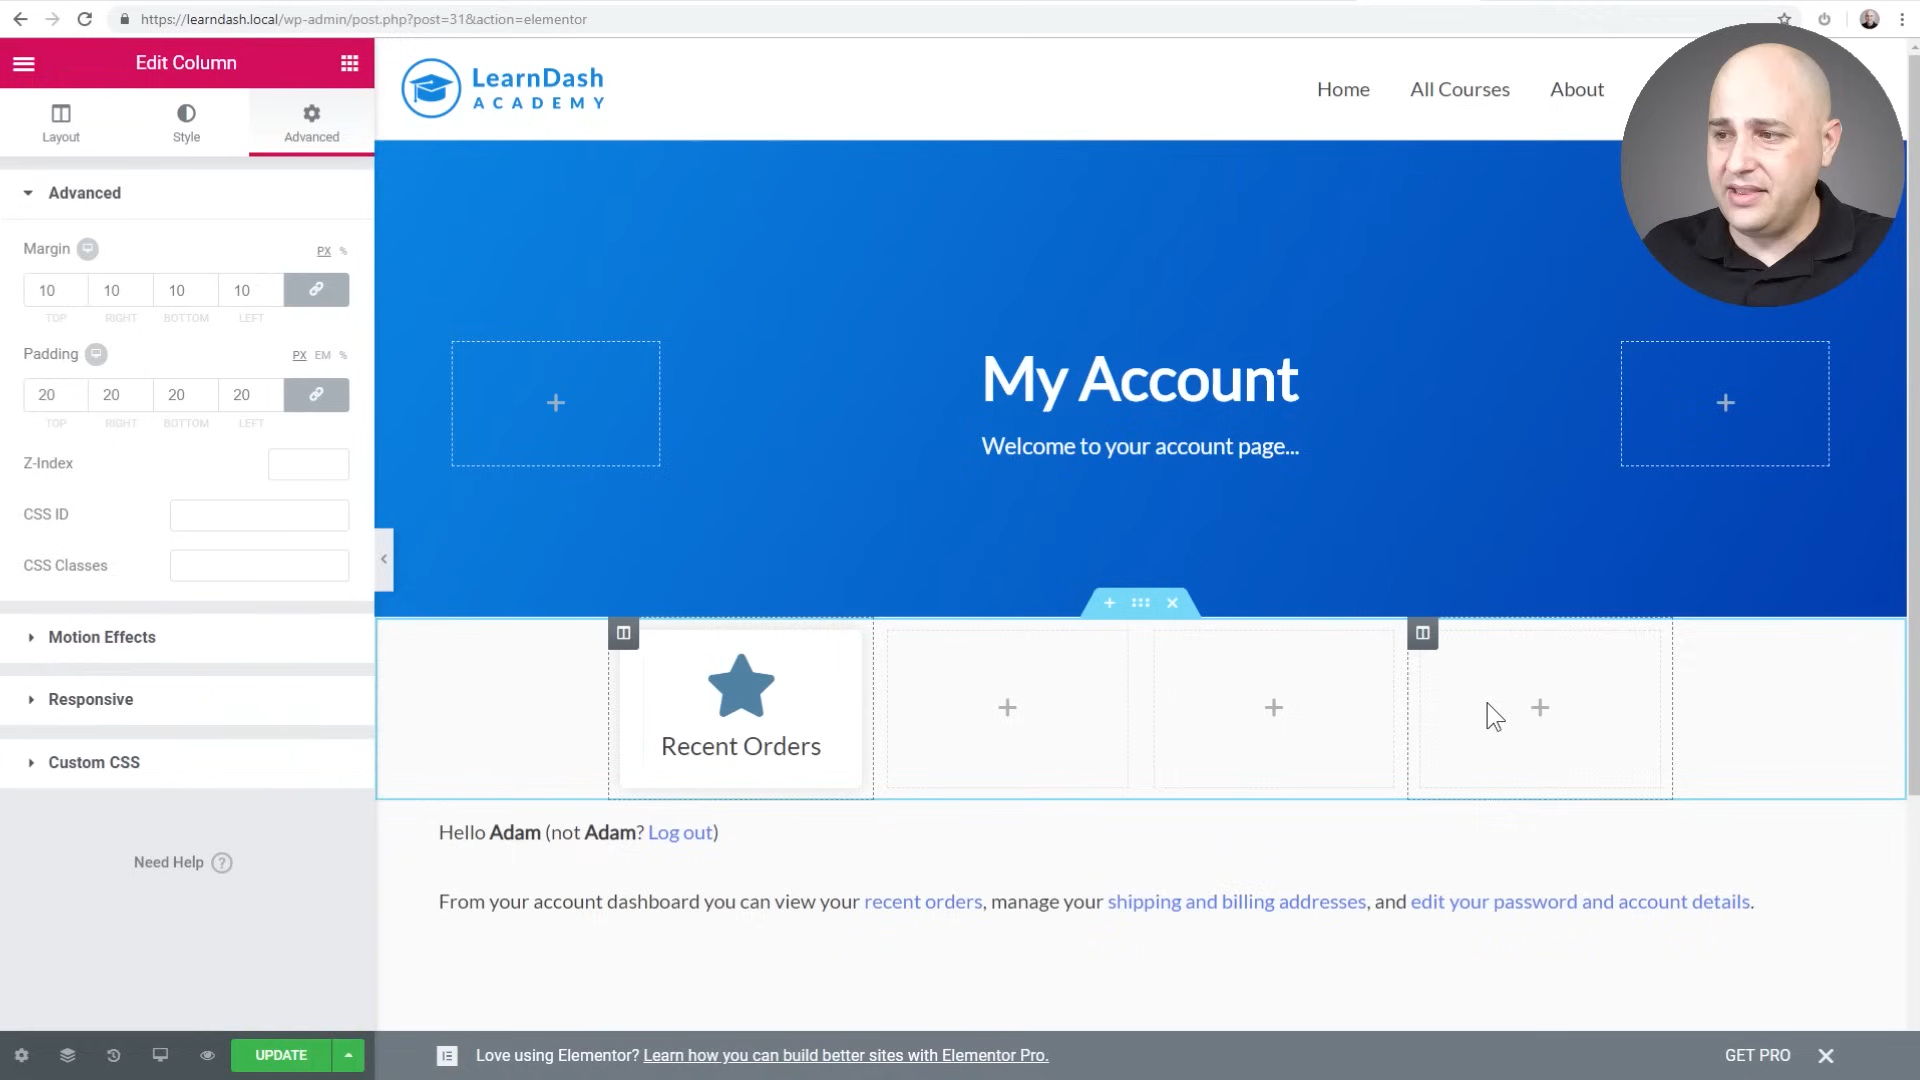 https://learndash.local/wp-admin/post.php?post=31&action=elementor
Edit Column
Layout
Style
Advanced
Advanced
Margin
PX %
10 10 10 10
TOP RIGHT BOTTOM LEFT
Padding
PX EM %
20 20 20 20
TOP RIGHT BOTTOM LEFT
Z-Index
CSS ID
CSS Classes
Motion Effects
Responsive
Custom CSS
Need Help ?
UPDATE
LearnDash
ACADEMY
Home
All Courses
About
My Account
Welcome to your account page...
Recent Orders
Hello Adam (not Adam? Log out)
From your account dashboard you can view your recent orders, manage your shipping and billing addresses, and edit your password and account details.
Love using Elementor? Learn how you can build better sites with Elementor Pro.
GET PRO